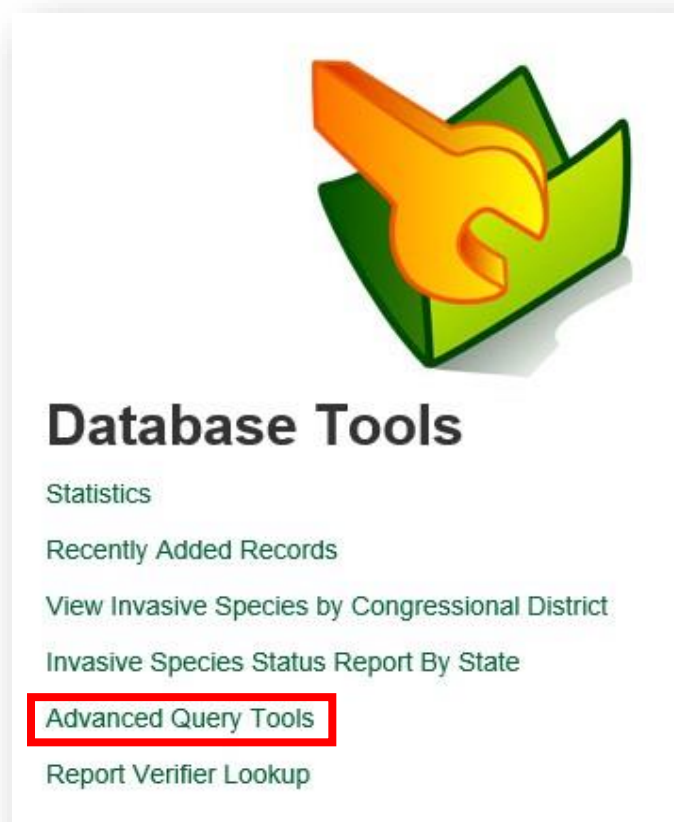 Database Tools
Statistics
Recently Added Records
View Invasive Species by Congressional District
Invasive Species Status Report By State
Advanced Query Tools
Report Verifier Lookup